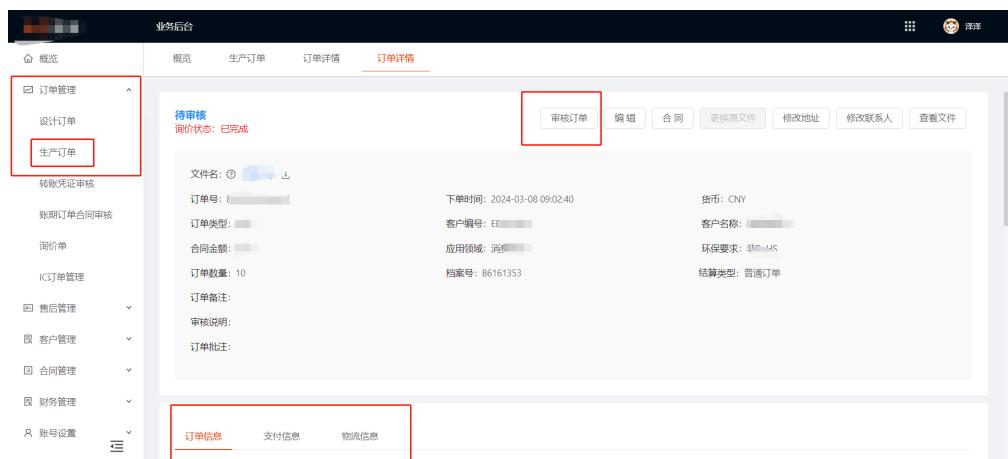 业务后台
泽泽
概览
订单管理
设计订单
生产订单
转账凭证审核
账期订单合同审核
询价单
IC订单管理
售后管理
客户管理
合同管理
财务管理
账号设置
概览 生产订单 订单详情 订单详情
待审核
询价状态: 已完成
审核订单 编辑 合同 更换原文件 修改地址 修改联系人 查看文件
文件名:
订单号: 下单时间: 2024-03-08 09:02:40 货币: CNY
订单类型: 客户编号: 客户名称:
合同金额: 应用领域: 环保要求:
订单数量: 10 档案号: B6161353 结算类型: 普通订单
订单备注:
审核说明:
订单批注:
订单信息 支付信息 物流信息